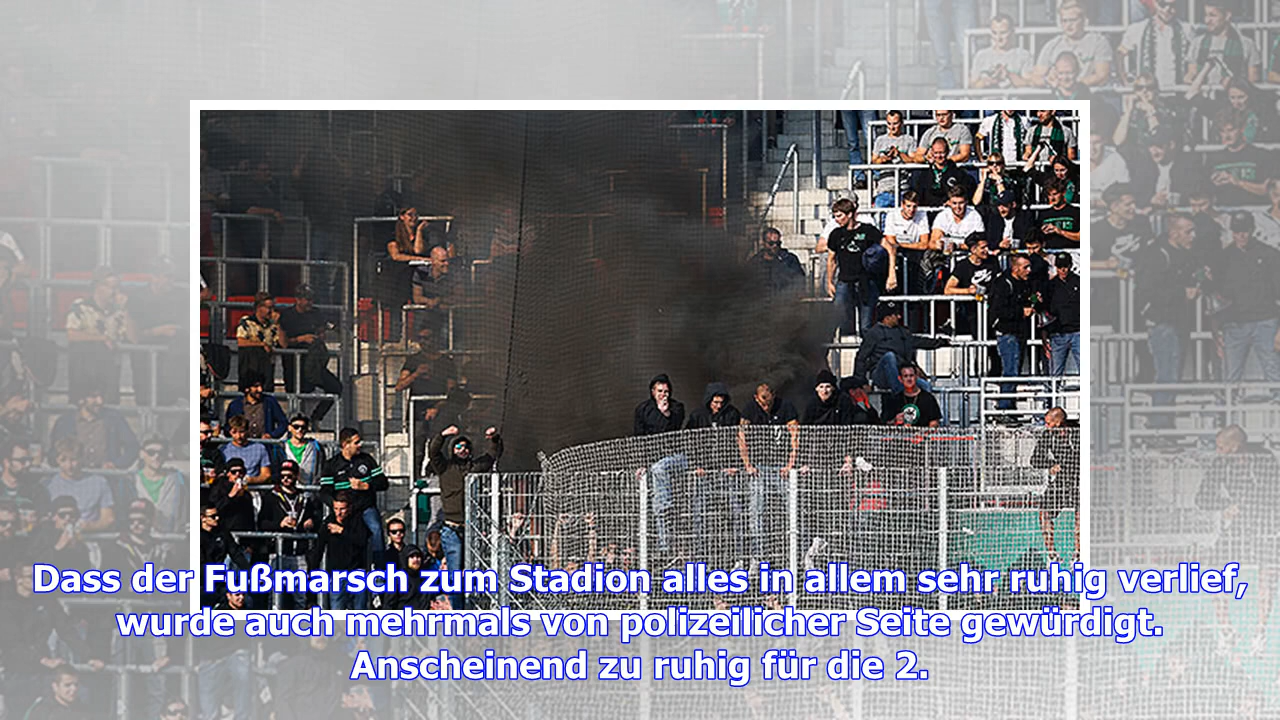 Dass der Fußmarsch zum Stadion alles in allem sehr ruhig verlief,
wurde auch mehrmals von polizeilicher Seite gewürdigt.
Anscheinend zu ruhig für die 2.